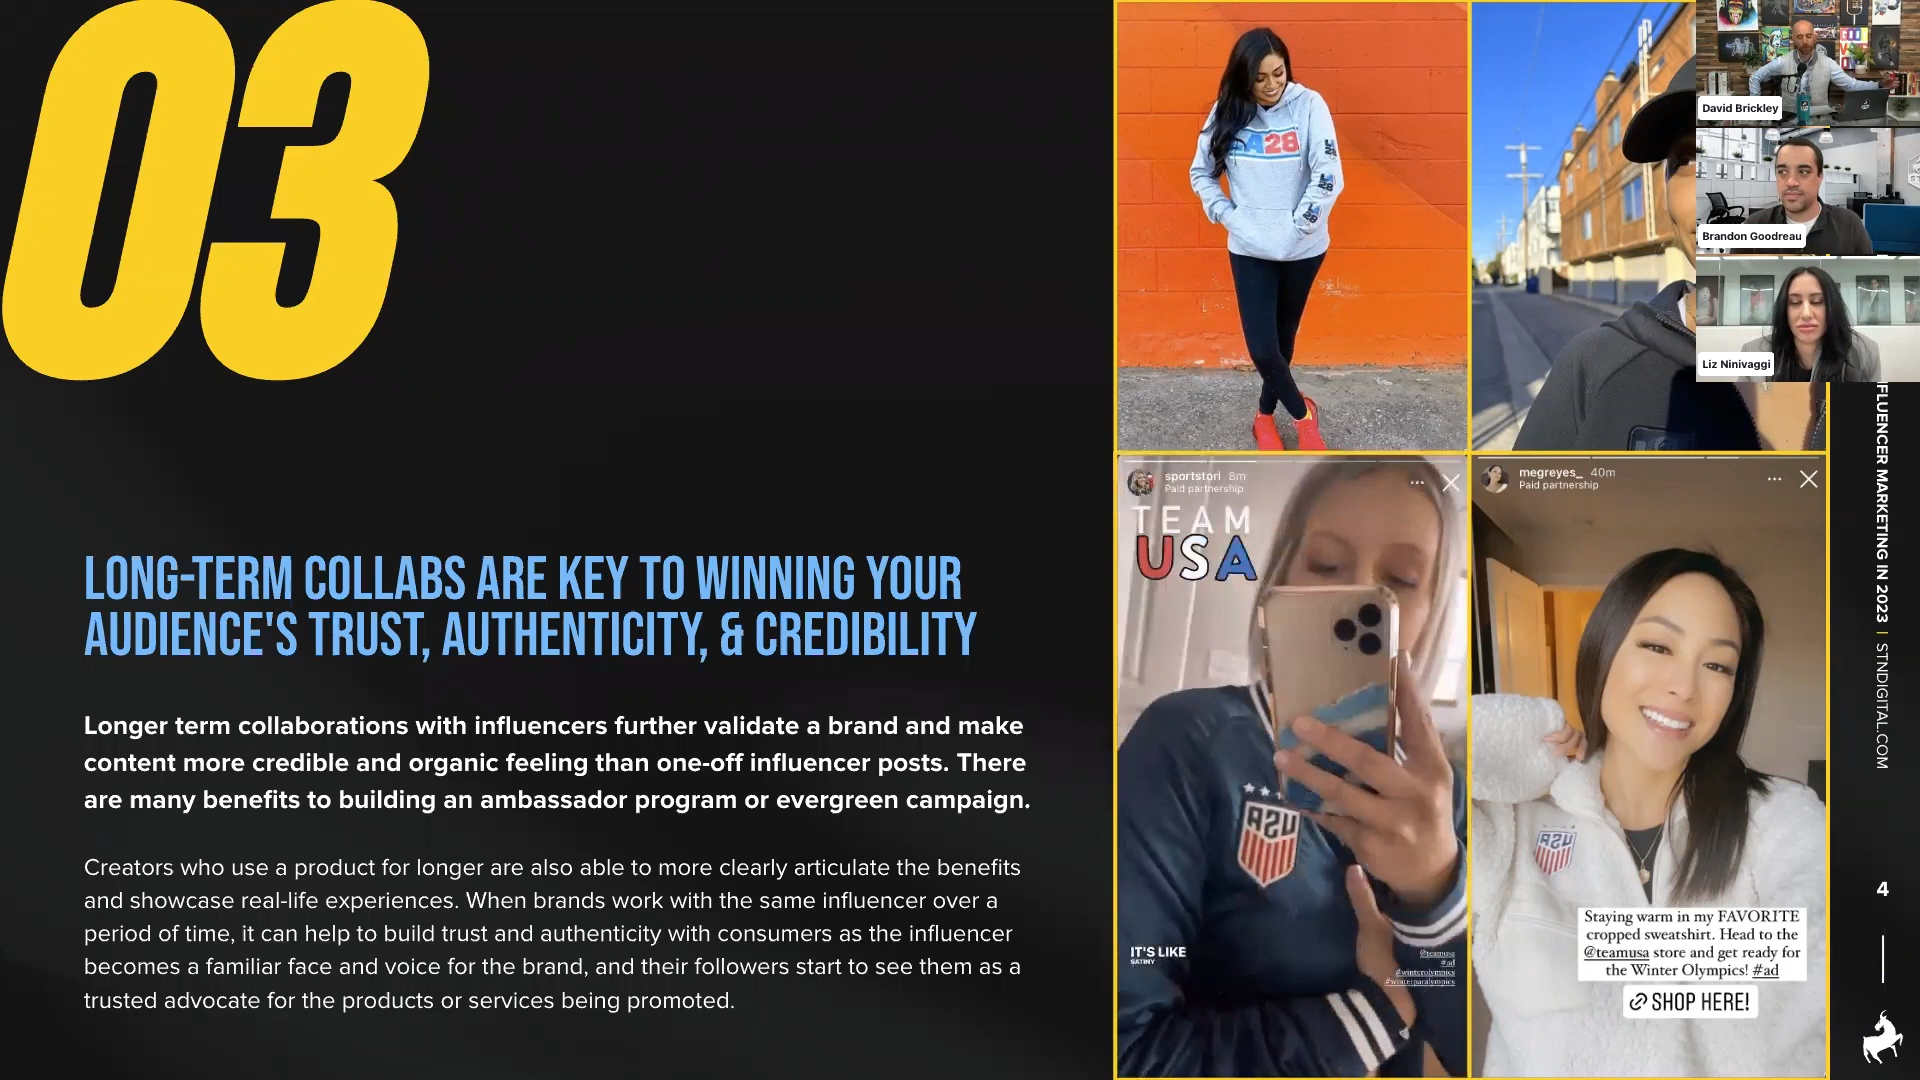 03
LONG-TERM COLLABS ARE KEY TO WINNING YOUR
AUDIENCE'S TRUST, AUTHENTICITY, & CREDIBILITY
Longer term collaborations with influencers further validate a brand and make
content more credible and organic feeling than one-off influencer posts. There
are many benefits to building an ambassador program or evergreen campaign.
Creators who use a product for longer are also able to more clearly articulate the benefits
and showcase real-life experiences. When brands work with the same influencer over a
period of time, it can help to build trust and authenticity with consumers as the influencer
becomes a familiar face and voice for the brand, and their followers start to see them as a
trusted advocate for the products or services being promoted.
LA28
sportstori 8m
Paid partnership
TEAM
USA
USA
IT'S LIKE
SATINY
@teamusa
#ad
#winterolympics
#winterparalympics
megreyes_ 40m
Paid partnership
USA
Staying warm in my FAVORITE
cropped sweatshirt. Head to the
@teamusa store and get ready for
the Winter Olympics! #ad
SHOP HERE!
David Brickley
Brandon Goodreau
Liz Ninivaggi
FLUENCER MARKETING IN 2023 | STNDIGITAL.COM
4